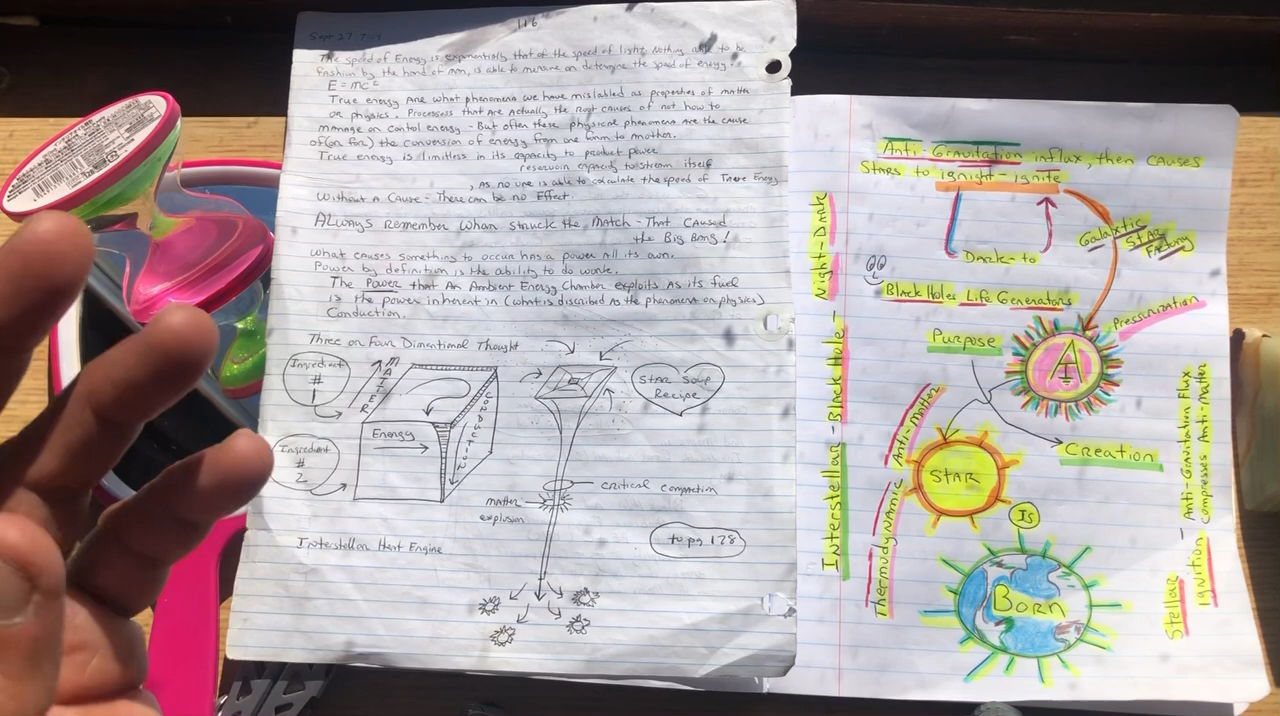 116
Sept 27
The speed of Energy is exponentially that of the speed of light. Nothing able to be
fashion by the hand of man, is able to measure or determine the speed of energy.
E = mc²
True energy are what phenomena we have mislabled as properties of matter
or physics. Processes that are actually the root causes of not how to
manage or contol energy - But often these physical phenomena are the cause
of (or for) the conversion of energy from one form to another.
True energy is limitless in its capacity to product power
reservoir capacity to stream itself
, as no one is able to calculate the speed of True Energy
Without a Cause - There can be no Effect.
ALways Remember Whan struck the Match - That CAUSED
the Big Bang!
What causes something to occur has a power All its own.
Power by definition is the ability to do work.
The Power that An Ambient Energy Chamber exploits As its fuel
is the power inherent in (what is described as the phenomena or physics)
Conduction.
Three or Four Dimentional Thought
Ingredient
#
1
MATTER
Energy
Ingredient
#
2
STAR Soup
Recipe
critical compaction
matter
explosion
to pg 128
Interstellar Heat Engine
Anti-Gravitation influx, then causes
Stars to ignight-ignite
Dark to
Galaxtic
STAR
Factory
Black Holes Life Generators
Pressurization
Purpose
A
Creation
STAR
Is
BORN
Interstellar - Black Hole - Night-Dark
Thermodynamic Anti-matter
Stellar Ignition - Anti-Gravitation Flux
Compresses Anti-Matter